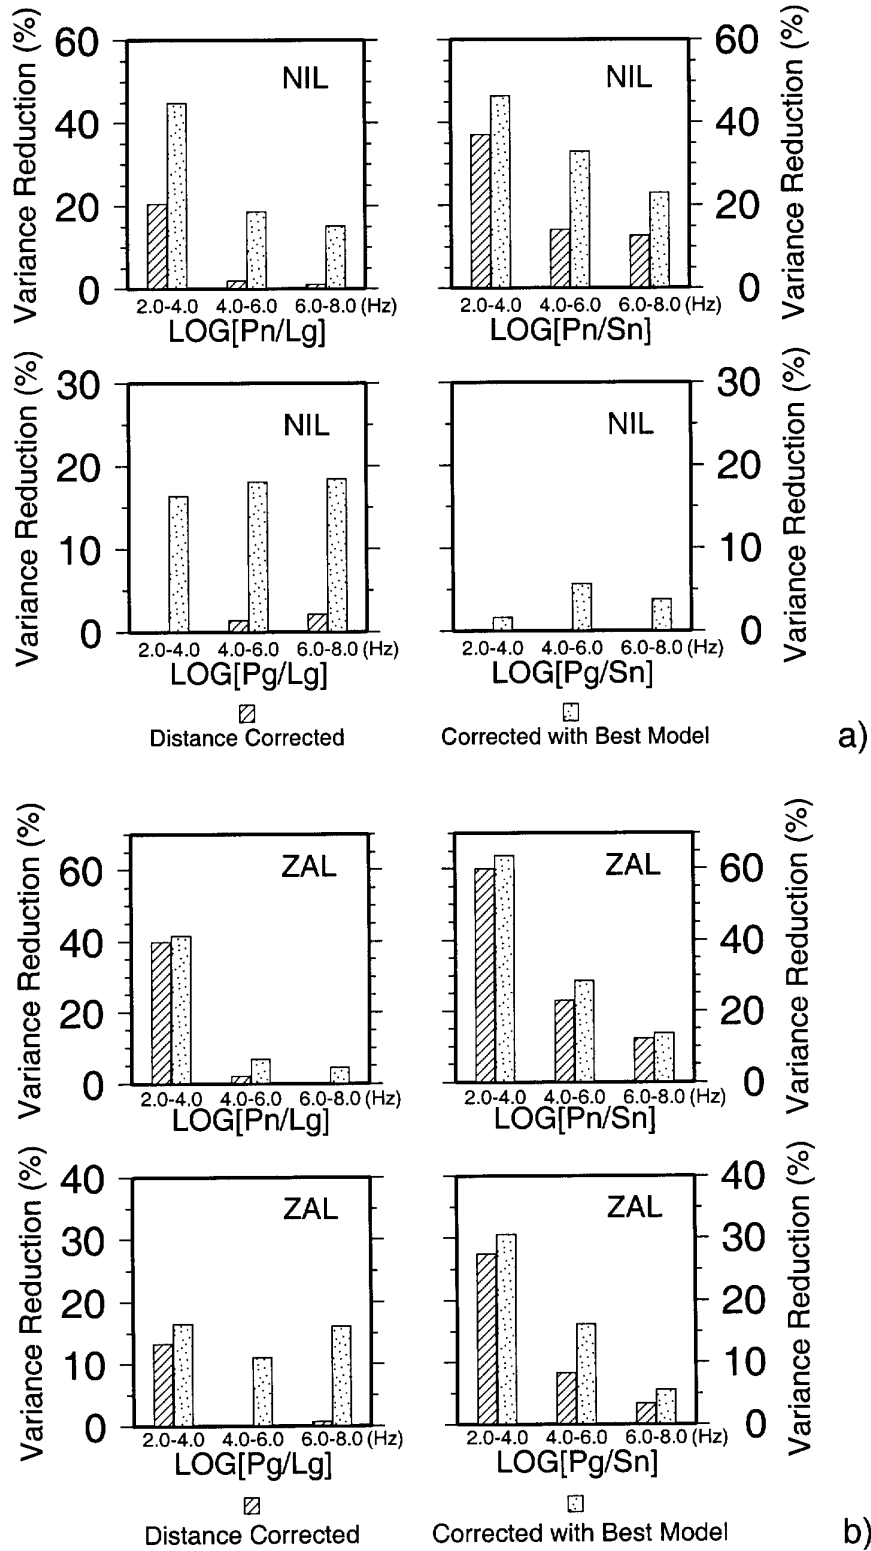 Variance Reduction (%)
60
40
20
0
NIL
2.0-4.0 4.0-6.0 6.0-8.0 (Hz)
LOG[Pn/Lg]
NIL
60
40
20
0
Variance Reduction (%)
2.0-4.0 4.0-6.0 6.0-8.0 (Hz)
LOG[Pn/Sn]
Variance Reduction (%)
30
20
10
0
NIL
2.0-4.0 4.0-6.0 6.0-8.0 (Hz)
LOG[Pg/Lg]
NIL
30
20
10
0
Variance Reduction (%)
2.0-4.0 4.0-6.0 6.0-8.0 (Hz)
LOG[Pg/Sn]
Distance Corrected
Corrected with Best Model
a)
Variance Reduction (%)
60
40
20
0
ZAL
2.0-4.0 4.0-6.0 6.0-8.0 (Hz)
LOG[Pn/Lg]
ZAL
60
40
20
0
Variance Reduction (%)
2.0-4.0 4.0-6.0 6.0-8.0 (Hz)
LOG[Pn/Sn]
Variance Reduction (%)
40
30
20
10
0
ZAL
2.0-4.0 4.0-6.0 6.0-8.0 (Hz)
LOG[Pg/Lg]
ZAL
40
30
20
10
0
Variance Reduction (%)
2.0-4.0 4.0-6.0 6.0-8.0 (Hz)
LOG[Pg/Sn]
Distance Corrected
Corrected with Best Model
b)